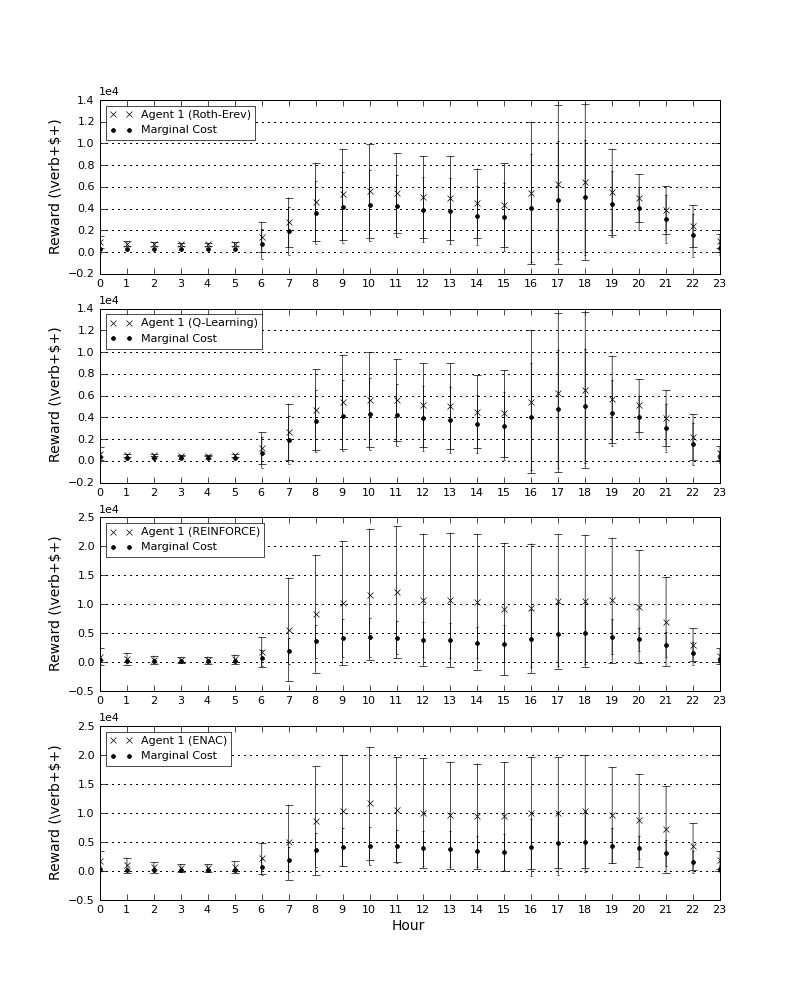 1e4
1.4
1.2
1.0
0.8
0.6
0.4
0.2
0.0
−0.2
Reward (\verb+$+)
Agent 1 (Roth-Erev)
Marginal Cost
0 1 2 3 4 5 6 7 8 9 10 11 12 13 14 15 16 17 18 19 20 21 22 23
1e4
1.4
1.2
1.0
0.8
0.6
0.4
0.2
0.0
−0.2
Reward (\verb+$+)
Agent 1 (Q-Learning)
Marginal Cost
0 1 2 3 4 5 6 7 8 9 10 11 12 13 14 15 16 17 18 19 20 21 22 23
1e4
2.5
2.0
1.5
1.0
0.5
0.0
−0.5
Reward (\verb+$+)
Agent 1 (REINFORCE)
Marginal Cost
0 1 2 3 4 5 6 7 8 9 10 11 12 13 14 15 16 17 18 19 20 21 22 23
1e4
2.5
2.0
1.5
1.0
0.5
0.0
−0.5
Reward (\verb+$+)
Agent 1 (ENAC)
Marginal Cost
0 1 2 3 4 5 6 7 8 9 10 11 12 13 14 15 16 17 18 19 20 21 22 23
Hour